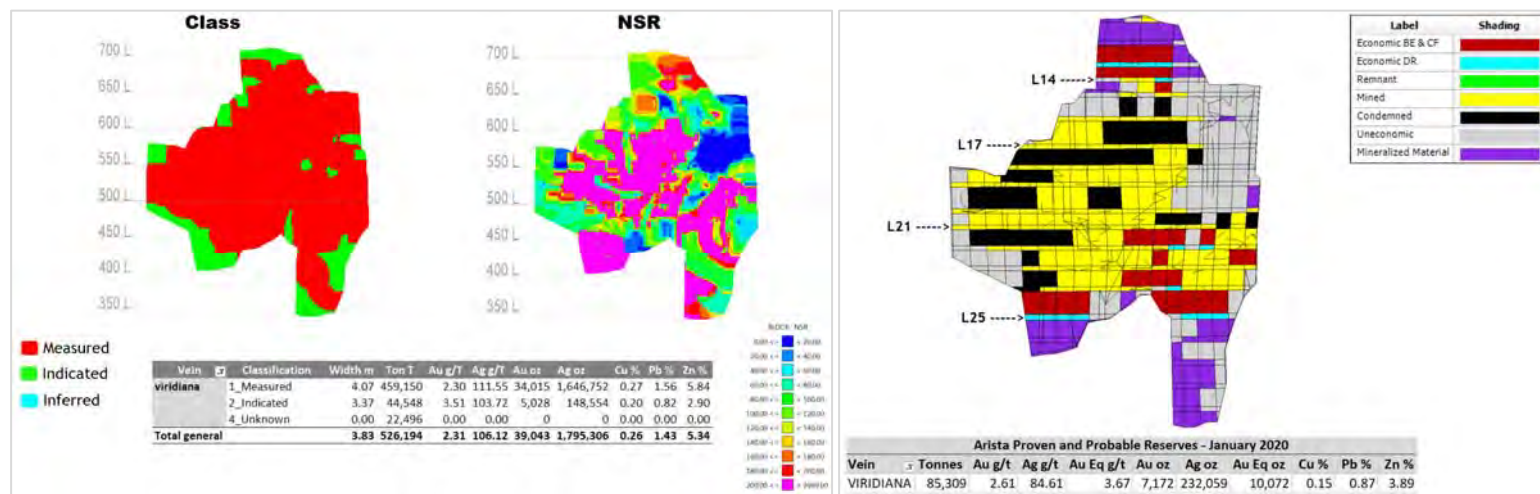 Class
700 L
650 L
600 L
550 L
500 L
450 L
400 L
350 L
Measured
Indicated
Inferred
NSR
700 L
650 L
600 L
550 L
500 L
450 L
400 L
350 L
BLOCK: NSR
Vein Classification Width m Ton T Au g/T Ag g/T Au oz Ag oz Cu % Pb % Zn %
viridiana 1_Measured 4.07 459,150 2.30 111.55 34,015 1,646,752 0.27 1.56 5.84
2_Indicated 3.37 44,548 3.51 103.72 5,028 148,554 0.20 0.82 2.90
4_Unknown 0.00 22,496 0.00 0.00 0 0 0.00 0.00 0.00
Total general 3.83 526,194 2.31 106.12 39,043 1,795,306 0.26 1.43 5.34
L14
L17
L21
L25
Label Shading
Economic BE & CF
Economic DR
Remnant
Mined
Condemned
Uneconomic
Mineralized Material
Arista Proven and Probable Reserves - January 2020
Vein Tonnes Au g/t Ag g/t Au Eq g/t Au oz Ag oz Au Eq oz Cu % Pb % Zn %
VIRIDIANA 85,309 2.61 84.61 3.67 7,172 232,059 10,072 0.15 0.87 3.89